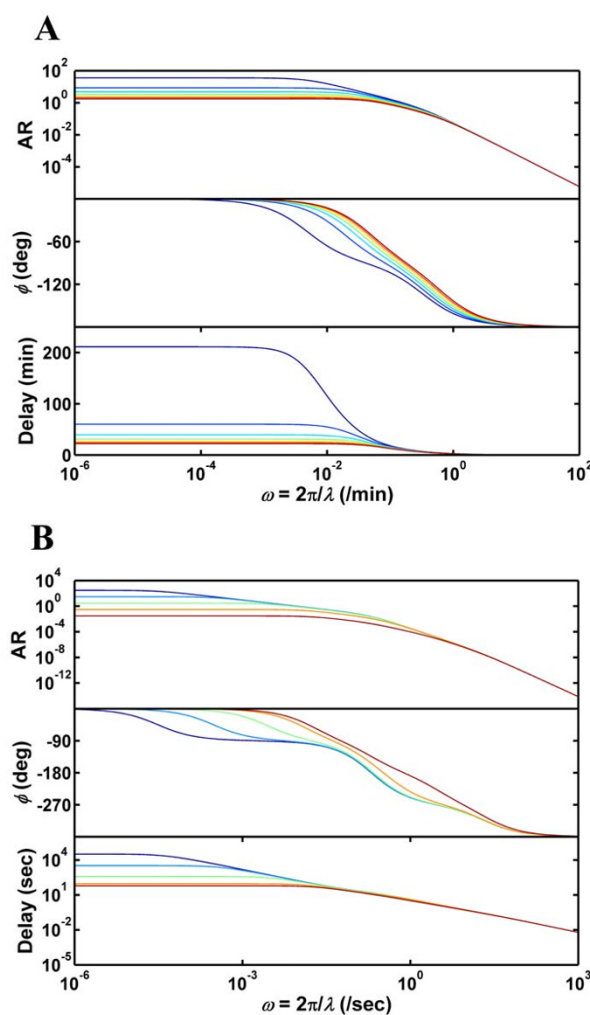 A
10^2
10^0
10^-4
AR
-60
-120
ϕ (deg)
200
100
0
Delay (min)
10^-6 10^-4 10^-2 10^0 10^2
ω = 2π/λ (/min)
B
10^4
10^0
10^-4
10^-8
10^-12
AR
-90
-180
-270
ϕ (deg)
10^4
10^1
10^-2
10^-5
Delay (sec)
10^-6 10^-3 10^0 10^3
ω = 2π/λ (/sec)